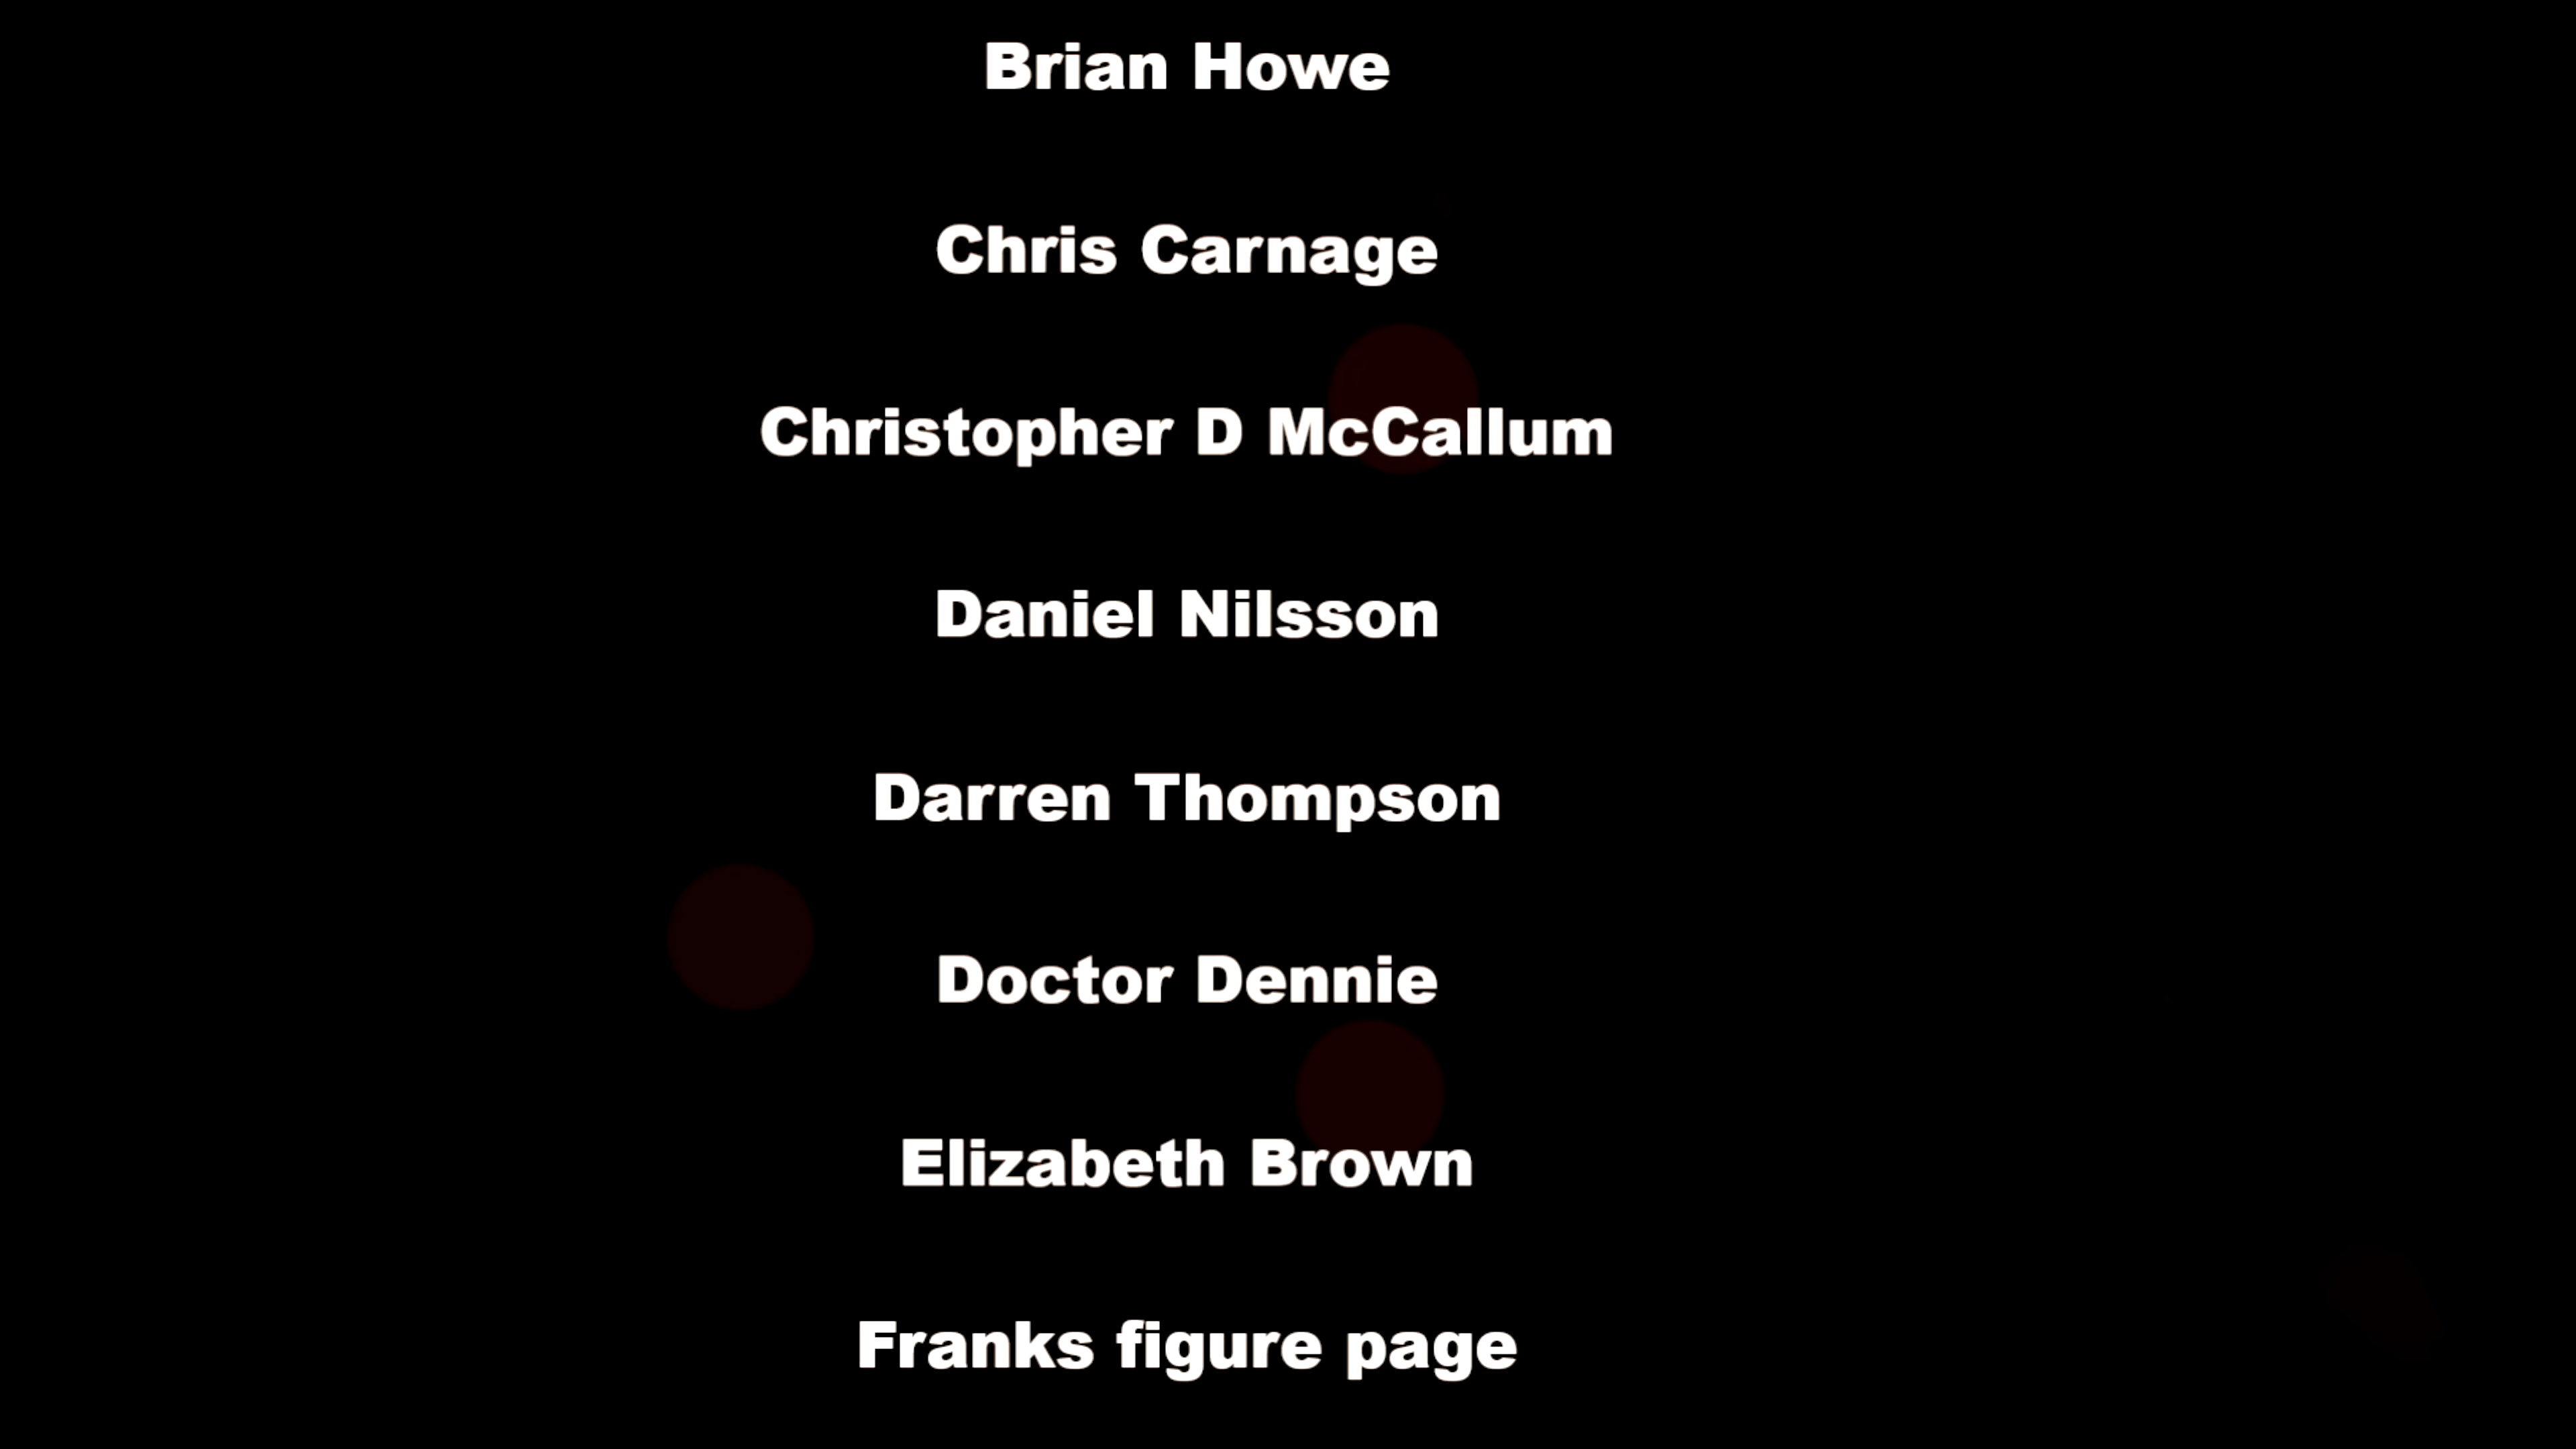 Brian Howe
Chris Carnage
Christopher D McCallum
Daniel Nilsson
Darren Thompson
Doctor Dennie
Elizabeth Brown
Franks figure page